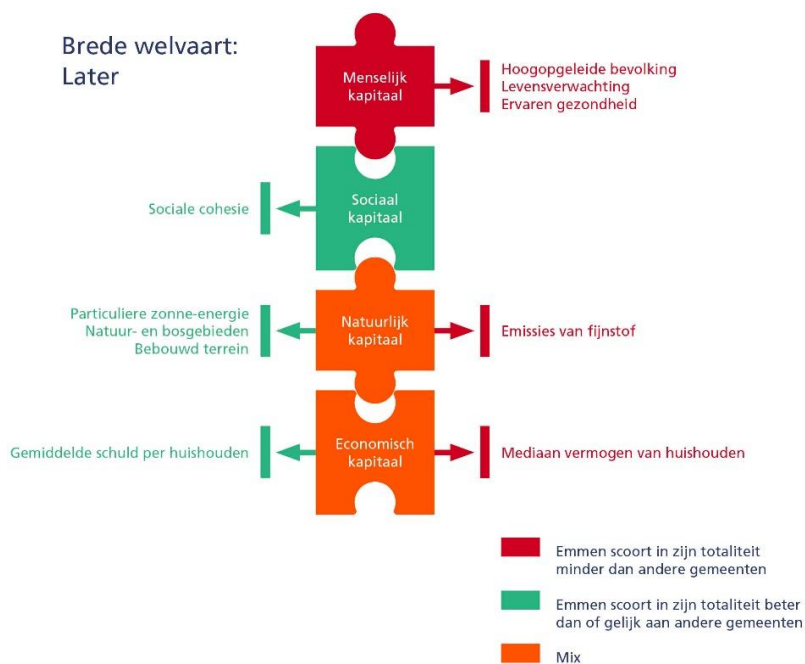 Brede welvaart:
Later
Menselijk
kapitaal
Hoogopgeleide bevolking
Levensverwachting
Ervaren gezondheid
Sociale cohesie
Sociaal
kapitaal
Particuliere zonne-energie
Natuur- en bosgebieden
Bebouwd terrein
Natuurlijk
kapitaal
Emissies van fijnstof
Gemiddelde schuld per huishouden
Economisch
kapitaal
Mediaan vermogen van huishouden
Emmen scoort in zijn totaliteit
minder dan andere gemeenten
Emmen scoort in zijn totaliteit beter
dan of gelijk aan andere gemeenten
Mix